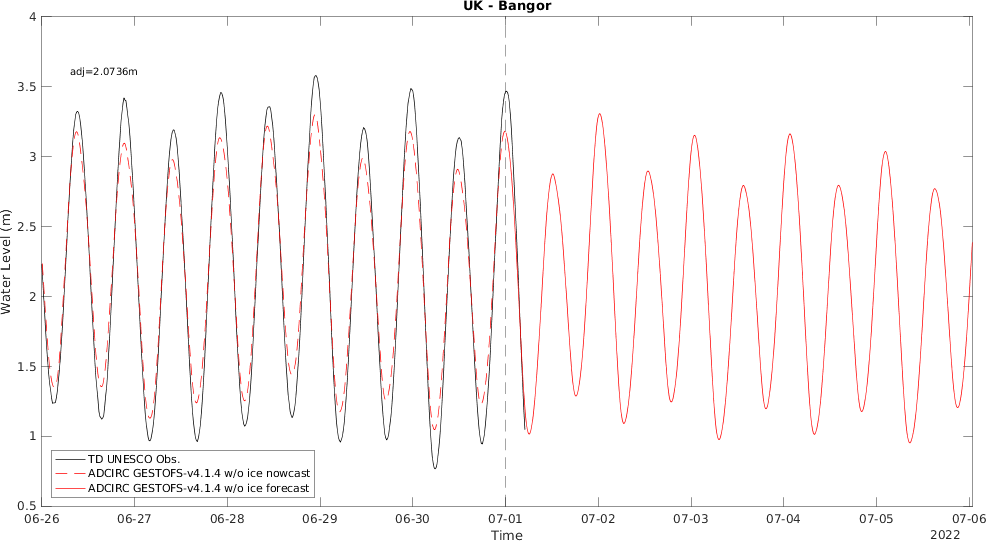 UK - Bangor
adj=2.0736m
Water Level (m)
4
3.5
3
2.5
2
1.5
1
0.5
TD UNESCO Obs.
ADCIRC GESTOFS-v4.1.4 w/o ice nowcast
ADCIRC GESTOFS-v4.1.4 w/o ice forecast
06-26 06-27 06-28 06-29 06-30 07-01 07-02 07-03 07-04 07-05 07-06
Time
2022